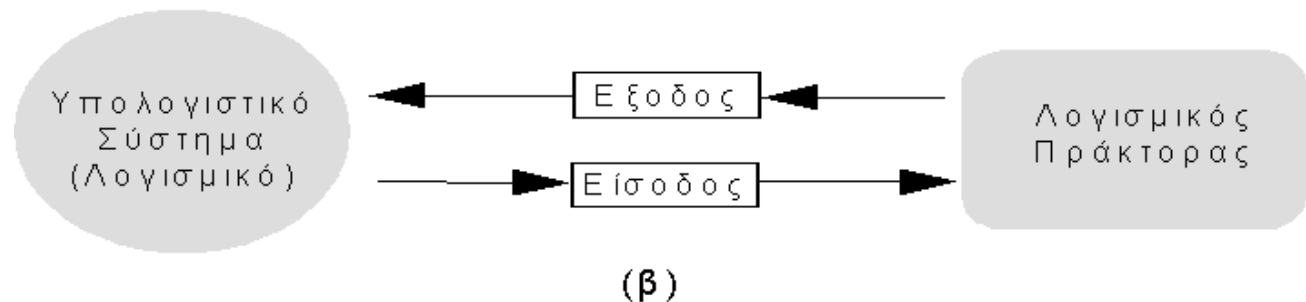 Υπολογιστικό
Σύστημα
(Λογισμικό)
Εξοδος
Είσοδος
Λογισμικός
Πράκτορας
(β)